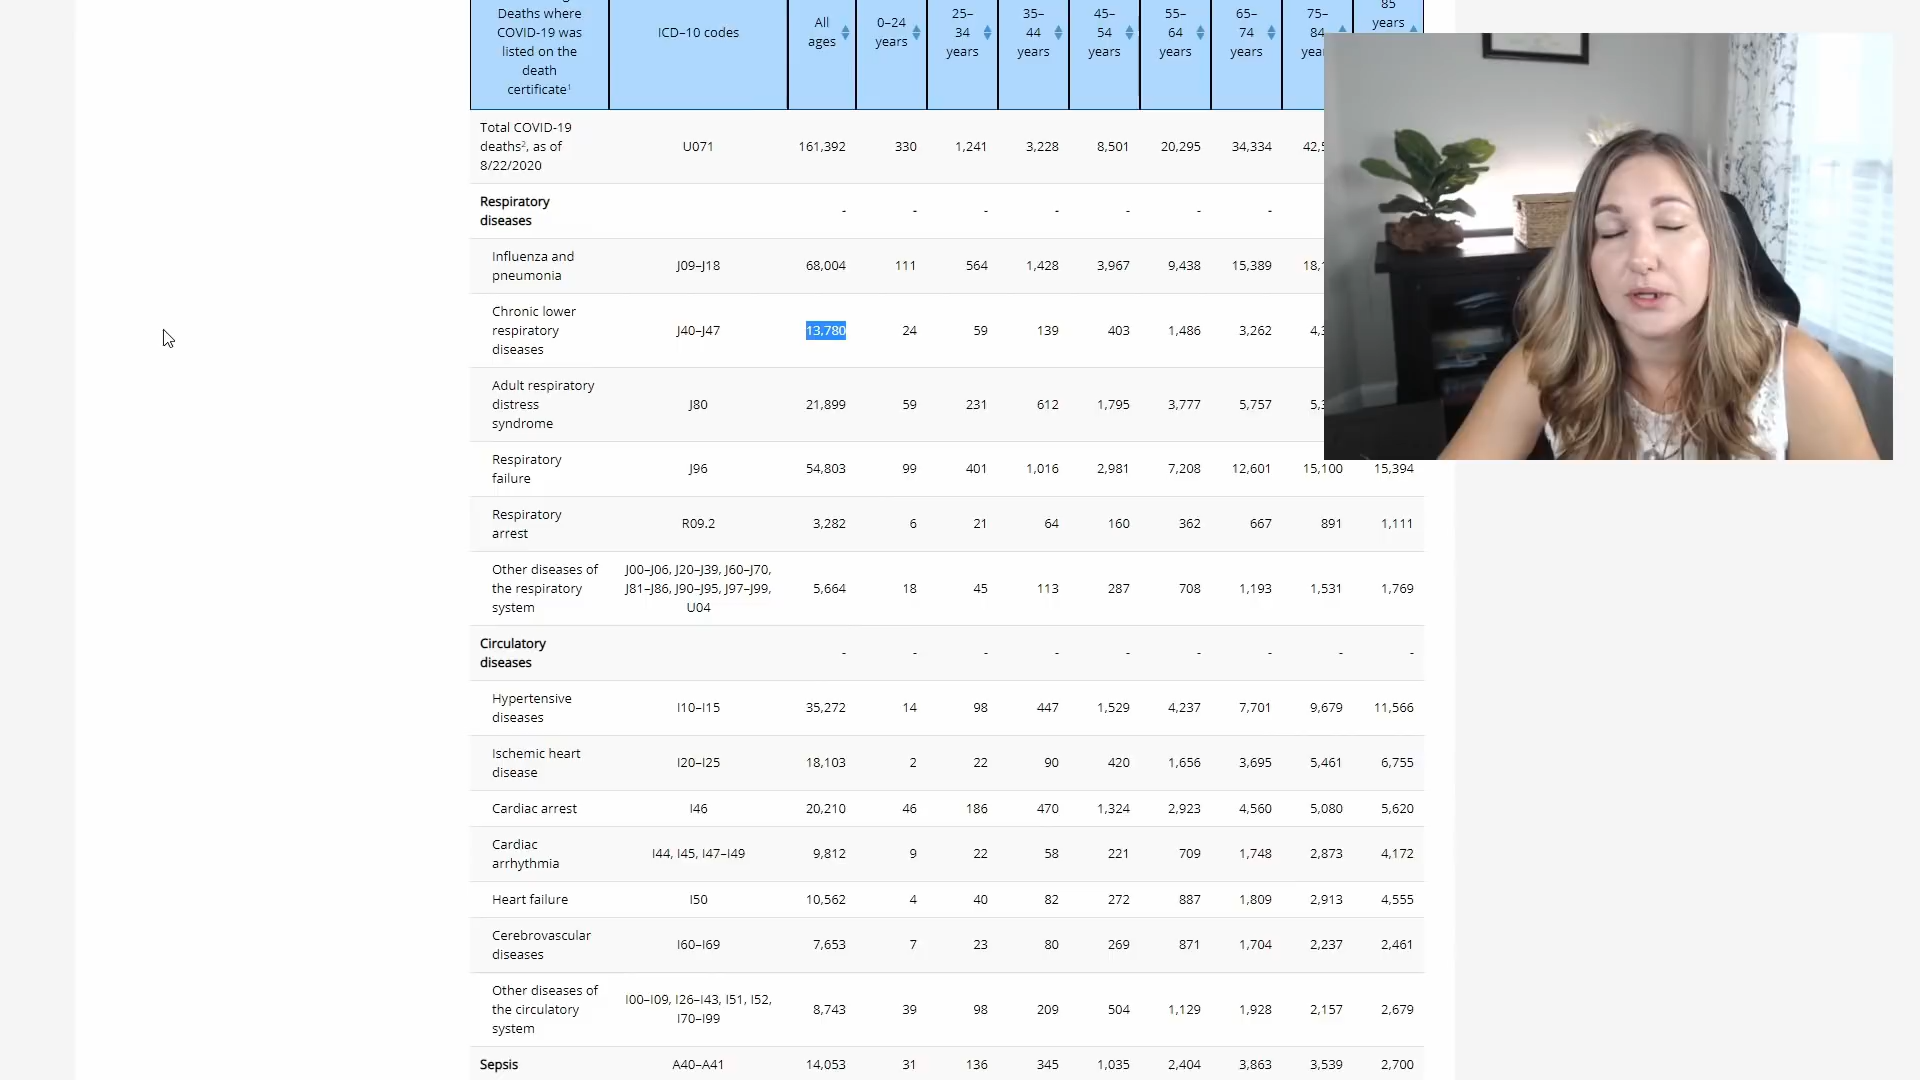 Deaths where
COVID-19 was
listed on the
death
certificate¹
ICD–10 codes
All
ages
0–24
years
25–
34
years
35–
44
years
45–
54
years
55–
64
years
65–
74
years
75–
84
85
years
Total COVID-19
deaths², as of
8/22/2020
U071 161,392 330 1,241 3,228 8,501 20,295 34,334
Respiratory
diseases
- - - - - - -
Influenza and
pneumonia
J09–J18 68,004 111 564 1,428 3,967 9,438 15,389
Chronic lower
respiratory
diseases
J40–J47 13,780 24 59 139 403 1,486 3,262
Adult respiratory
distress
syndrome
J80 21,899 59 231 612 1,795 3,777 5,757
Respiratory
failure
J96 54,803 99 401 1,016 2,981 7,208 12,601 15,100 15,394
Respiratory
arrest
R09.2 3,282 6 21 64 160 362 667 891 1,111
Other diseases of
the respiratory
system
J00–J06, J20–J39, J60–J70,
J81–J86, J90–J95, J97–J99,
U04
5,664 18 45 113 287 708 1,193 1,531 1,769
Circulatory
diseases
- - - - - - - - -
Hypertensive
diseases
I10–I15 35,272 14 98 447 1,529 4,237 7,701 9,679 11,566
Ischemic heart
disease
I20–I25 18,103 2 22 90 420 1,656 3,695 5,461 6,755
Cardiac arrest I46 20,210 46 186 470 1,324 2,923 4,560 5,080 5,620
Cardiac
arrhythmia
I44, I45, I47–I49 9,812 9 22 58 221 709 1,748 2,873 4,172
Heart failure I50 10,562 4 40 82 272 887 1,809 2,913 4,555
Cerebrovascular
diseases
I60–I69 7,653 7 23 80 269 871 1,704 2,237 2,461
Other diseases of
the circulatory
system
I00–I09, I26–I43, I51, I52,
I70–I99
8,743 39 98 209 504 1,129 1,928 2,157 2,679
Sepsis A40–A41 14,053 31 136 345 1,035 2,404 3,863 3,539 2,700